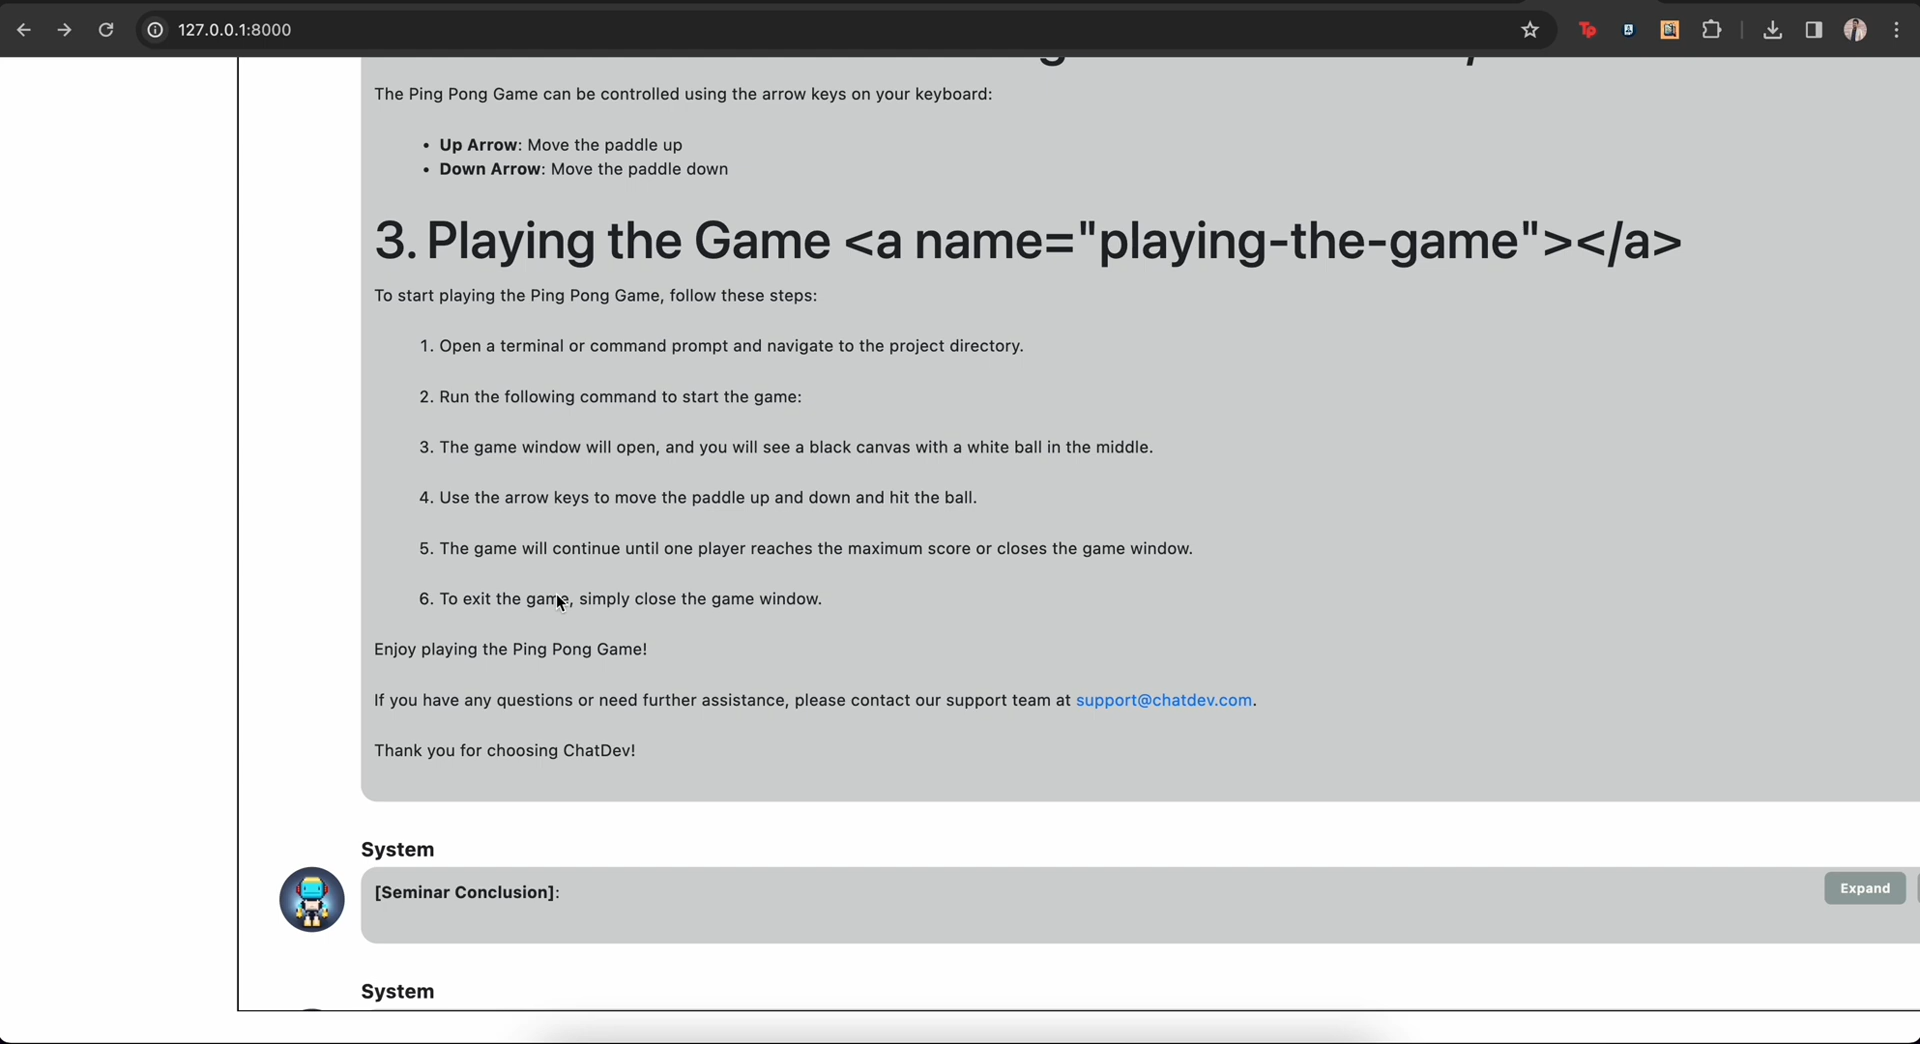 127.0.0.1:8000
The Ping Pong Game can be controlled using the arrow keys on your keyboard:
• Up Arrow: Move the paddle up
• Down Arrow: Move the paddle down
3. Playing the Game <a name="playing-the-game"></a>
To start playing the Ping Pong Game, follow these steps:
1. Open a terminal or command prompt and navigate to the project directory.
2. Run the following command to start the game:
3. The game window will open, and you will see a black canvas with a white ball in the middle.
4. Use the arrow keys to move the paddle up and down and hit the ball.
5. The game will continue until one player reaches the maximum score or closes the game window.
6. To exit the game, simply close the game window.
Enjoy playing the Ping Pong Game!
If you have any questions or need further assistance, please contact our support team at support@chatdev.com.
Thank you for choosing ChatDev!
System
[Seminar Conclusion]:
Expand
System